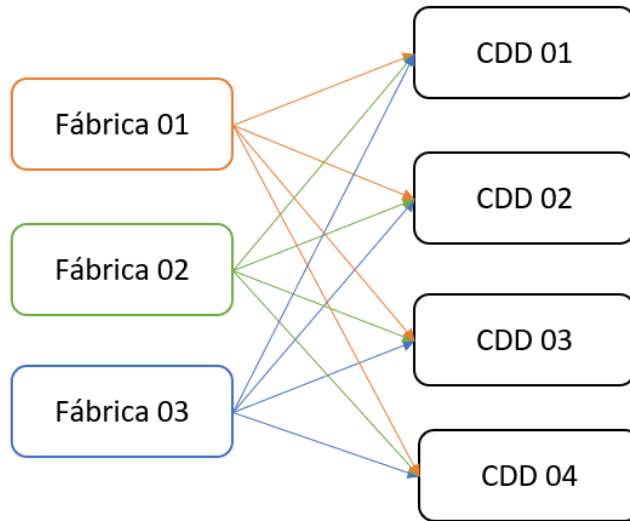 Fábrica 01
Fábrica 02
Fábrica 03
CDD 01
CDD 02
CDD 03
CDD 04